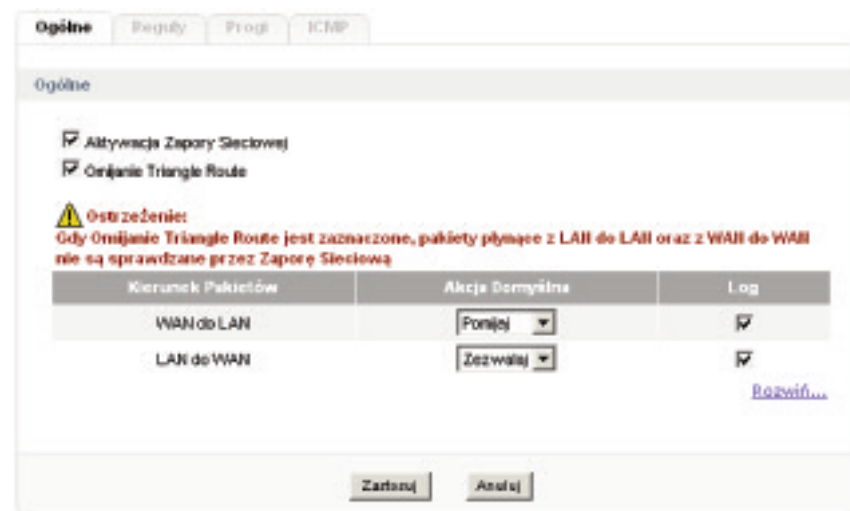 Ogólne Reguły Progi ICMP
Ogólne
Aktywacja Zapory Sieciowej
Omijanie Triangle Route
Ostrzeżenie:
Gdy Omijanie Triangle Route jest zaznaczone, pakiety płynące z LAN do LAN oraz z WAN do WAN
nie są sprawdzane przez Zaporę Sieciową
Kierunek Pakietów Akcja Domyślna Log
WAN do LAN Pomijaj
LAN do WAN Zezwalaj
Rozwiń...
Zastosuj Anuluj